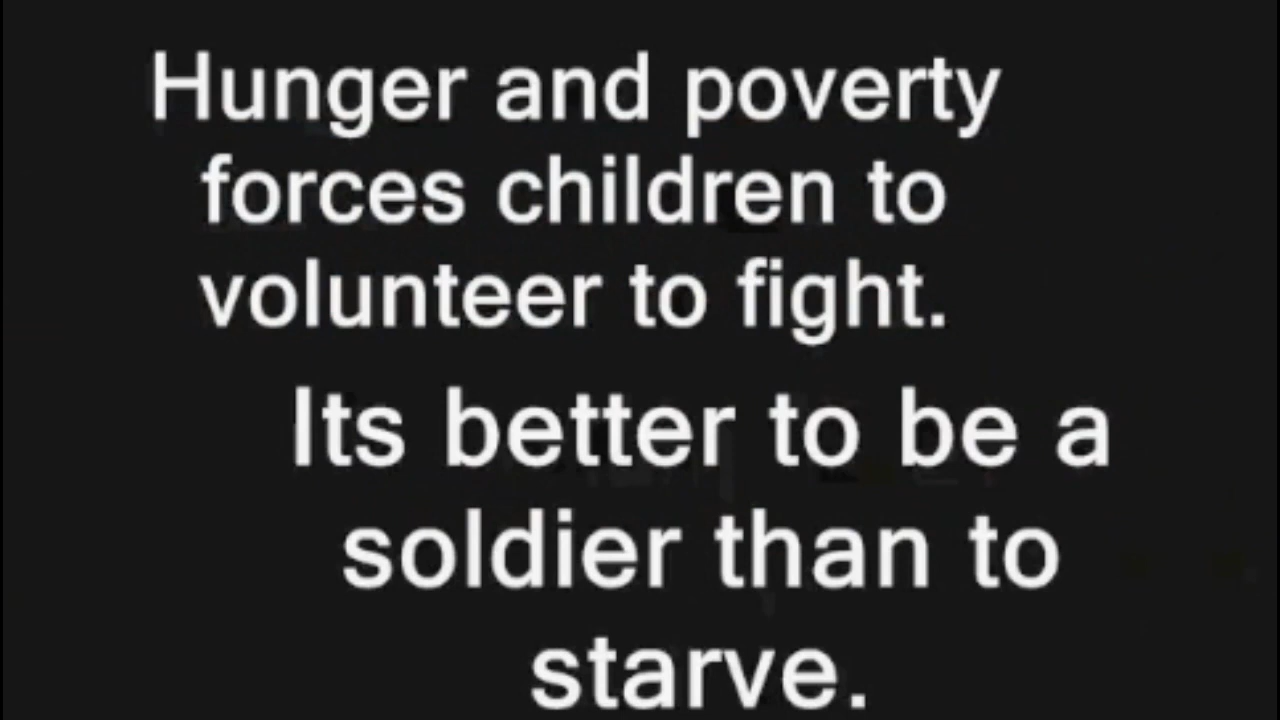 Hunger and poverty
forces children to
volunteer to fight.
Its better to be a
soldier than to
starve.